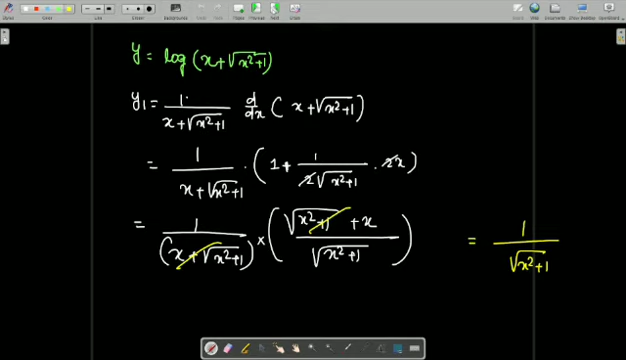 y = log(x+√(x²+1))
y₁ = 1/(x+√(x²+1)) d/dx (x+√(x²+1))
= 1/(x+√(x²+1)) · (1 + 1/(2√(x²+1)) · 2x)
= 1/(x+√(x²+1)) × ((√(x²+1) + x)/√(x²+1)) = 1/√(x²+1)